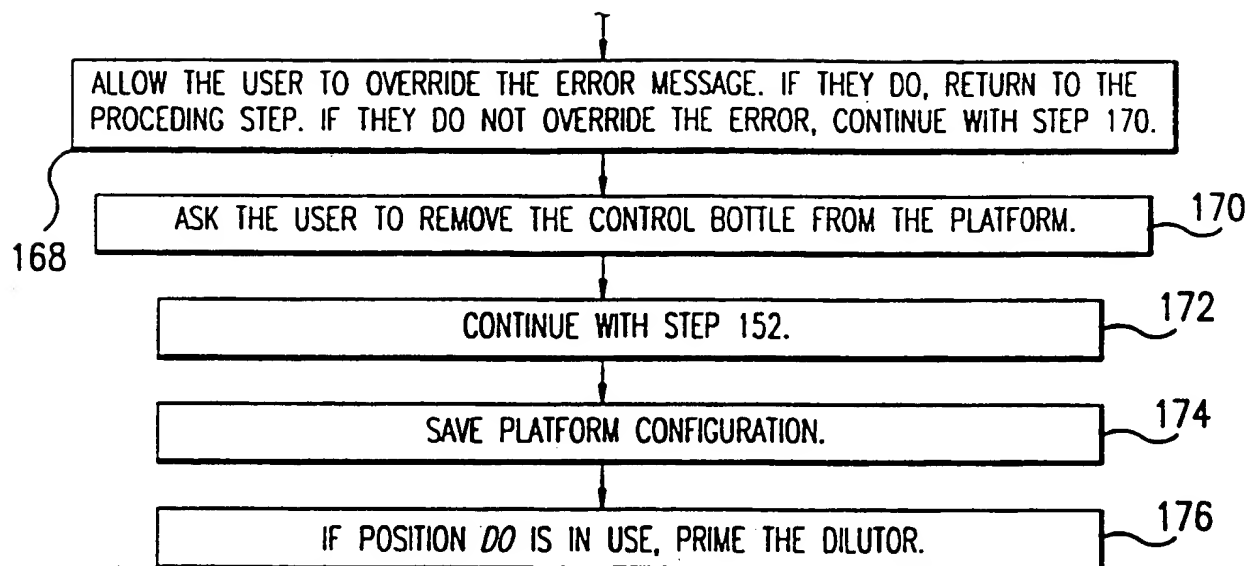 ALLOW THE USER TO OVERRIDE THE ERROR MESSAGE. IF THEY DO, RETURN TO THE
PROCEDING STEP. IF THEY DO NOT OVERRIDE THE ERROR, CONTINUE WITH STEP 170.
168
ASK THE USER TO REMOVE THE CONTROL BOTTLE FROM THE PLATFORM.
170
CONTINUE WITH STEP 152.
172
SAVE PLATFORM CONFIGURATION.
174
IF POSITION DO IS IN USE, PRIME THE DILUTOR.
176